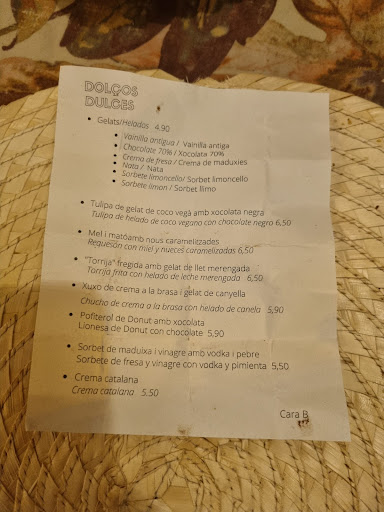 DOLÇOS
DULCES
• Gelats/Helados 4.90
• Vainilla antigua / Vainilla antiga
• Chocolate 70% / Xocolata 70%
• Crema de fresa / Crema de maduxies
• Nata / Nata
• Sorbete limoncello/ Sorbet limoncello
• Sorbete limon / Sorbet llimo
• Tulipa de gelat de coco vegà amb xocolata negra
Tulipa de helado de coco vegano con chocolate negro 6,50
• Mel i matóamb nous caramelitzades
Requesón con miel y nueces caramelizadas 6,50
• "Torrija" fregida amb gelat de llet merengada
Torrija frita con helado de leche merengada 6,50
• Xuxo de crema a la brasa i gelat de canyella
Chucho de crema a la brasa con helado de canela 5,90
• Pofiterol de Donut amb xocolata
Lionesa de Donut con chocolate 5,90
• Sorbet de maduixa i vinagre amb vodka i pebre
Sorbete de fresa y vinagre con vodka y pimienta 5,50
• Crema catalana
Crema catalana 5.50
Cara B